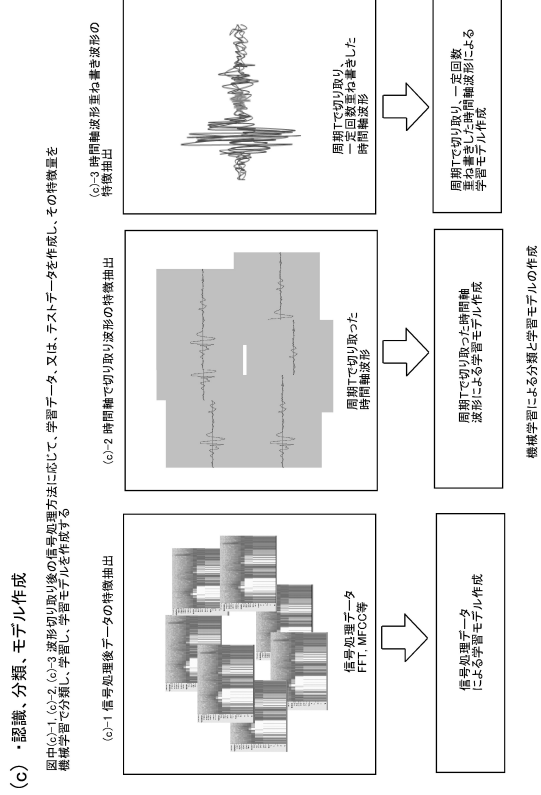 (c) ・認識、分類、モデル作成
図中(c)-1, (c)-2, (c)-3 波形切り取り後の信号処理方法に応じて、学習データ、又は、テストデータを作成し、その特徴量を
機械学習で分類し、学習し、学習モデルを作成する
(c)-1 信号処理後データの特徴抽出
信号処理データ
FFT, MFCC等
信号処理データ
による学習モデル作成
(c)-2 時間軸で切り取り波形の特徴抽出
周期Tで切り取った
時間軸波形
周期Tで切り取った時間軸
波形による学習モデル作成
(c)-3 時間軸波形重ね書き波形の
特徴抽出
周期Tで切り取り、
一定回数重ね書きした
時間軸波形
周期Tで切り取り、一定回数
重ね書きした時間軸波形による
学習モデル作成
機械学習による分類と学習モデルの作成